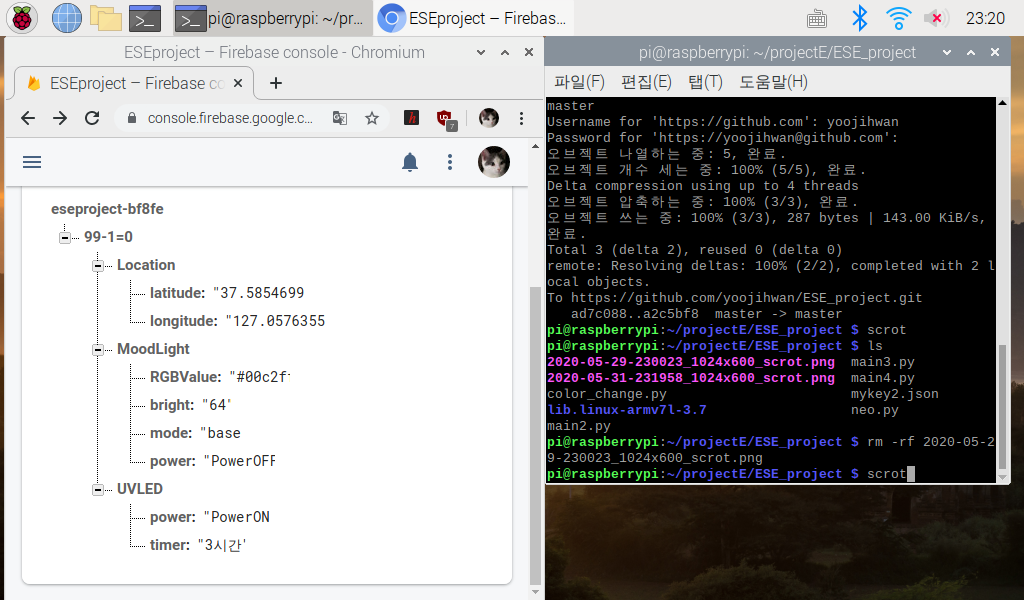 pi@raspberrypi: ~/pr...
ESEproject – Firebas...
23:20
ESEproject – Firebase console - Chromium
ESEproject – Firebase co
console.firebase.google.c...
7
eseproject-bf8fe
99-1=0
Location
latitude: "37.5854699
longitude: "127.0576355
MoodLight
RGBValue: "#00c2f
bright: "64'
mode: "base
power: "PowerOFF
UVLED
power: "PowerON
timer: "3시간'
pi@raspberrypi: ~/projectE/ESE_project
파일(F) 편집(E) 탭(T) 도움말(H)
master
Username for 'https://github.com': yoojihwan
Password for 'https://yoojihwan@github.com':
오브젝트 나열하는 중: 5, 완료.
오브젝트 개수 세는 중: 100% (5/5), 완료.
Delta compression using up to 4 threads
오브젝트 압축하는 중: 100% (3/3), 완료.
오브젝트 쓰는 중: 100% (3/3), 287 bytes | 143.00 KiB/s,
완료.
Total 3 (delta 2), reused 0 (delta 0)
remote: Resolving deltas: 100% (2/2), completed with 2 l
ocal objects.
To https://github.com/yoojihwan/ESE_project.git
ad7c088..a2c5bf8 master -> master
pi@raspberrypi:~/projectE/ESE_project $ scrot
pi@raspberrypi:~/projectE/ESE_project $ ls
2020-05-29-230023_1024x600_scrot.png main3.py
2020-05-31-231958_1024x600_scrot.png main4.py
color_change.py mykey2.json
lib.linux-armv7l-3.7 neo.py
main2.py
pi@raspberrypi:~/projectE/ESE_project $ rm -rf 2020-05-2
9-230023_1024x600_scrot.png
pi@raspberrypi:~/projectE/ESE_project $ scrot